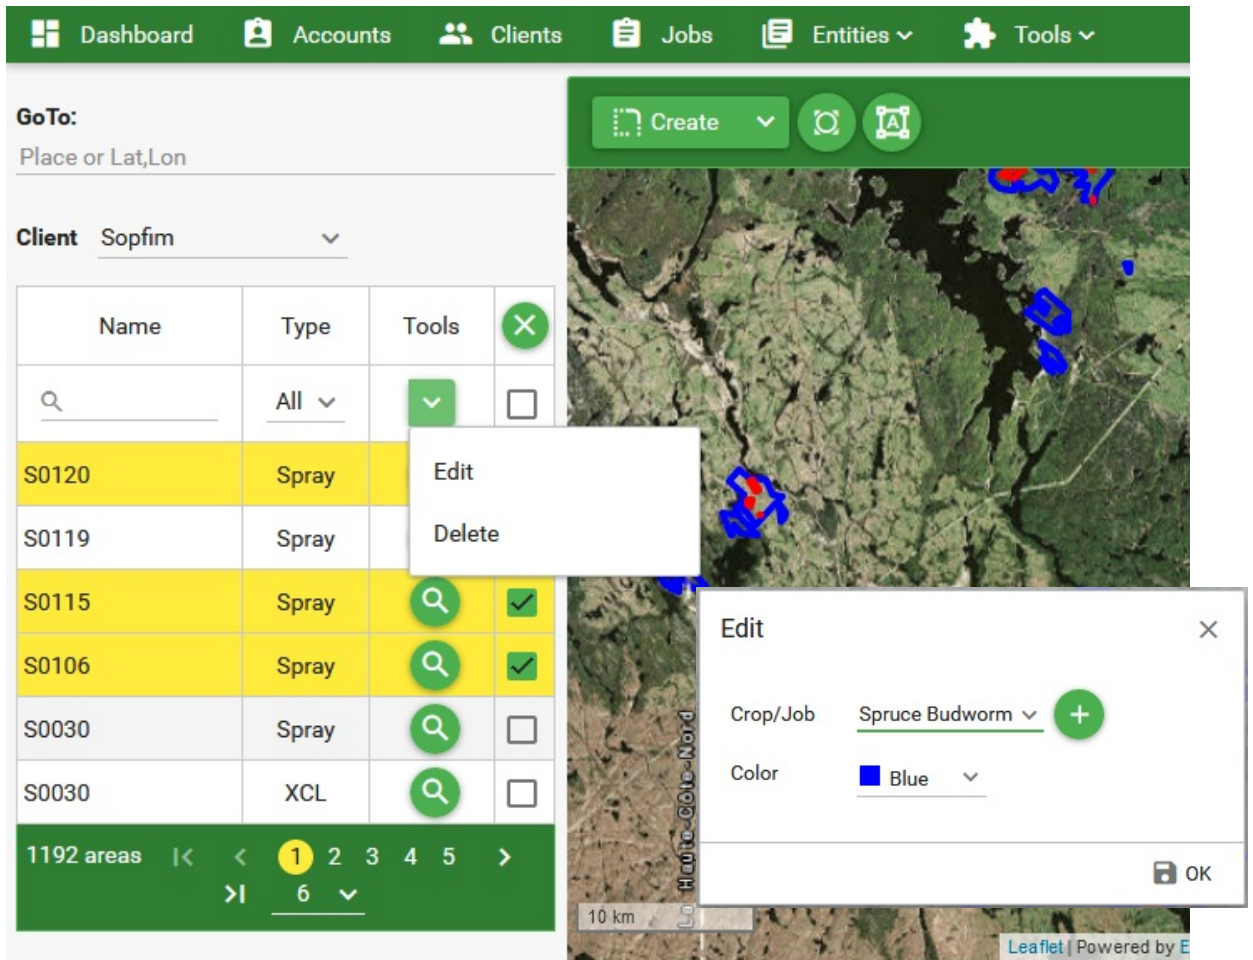 Dashboard Accounts Clients Jobs Entities Tools
GoTo:
Place or Lat,Lon
Client Sopfim
Name Type Tools
All
S0120 Spray
S0119 Spray
S0115 Spray
S0106 Spray
S0030 Spray
S0030 XCL
1192 areas 1 2 3 4 5
6
Edit
Delete
Create
A
Edit
Crop/Job Spruce Budworm
Color Blue
OK
La Haute-Côte-Nord
10 km
Leaflet | Powered by E